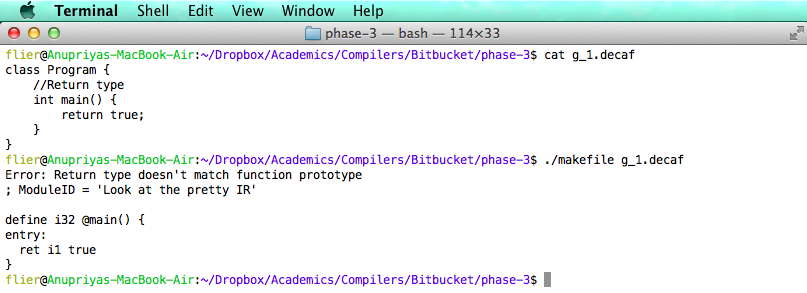 Terminal Shell Edit View Window Help
phase-3 — bash — 114×33
flier@Anupriyas-MacBook-Air:~/Dropbox/Academics/Compilers/Bitbucket/phase-3$ cat g_1.decaf
class Program {
    //Return type
    int main() {
        return true;
    }
}
flier@Anupriyas-MacBook-Air:~/Dropbox/Academics/Compilers/Bitbucket/phase-3$ ./makefile g_1.decaf
Error: Return type doesn't match function prototype
; ModuleID = 'Look at the pretty IR'

define i32 @main() {
entry:
  ret i1 true
}
flier@Anupriyas-MacBook-Air:~/Dropbox/Academics/Compilers/Bitbucket/phase-3$